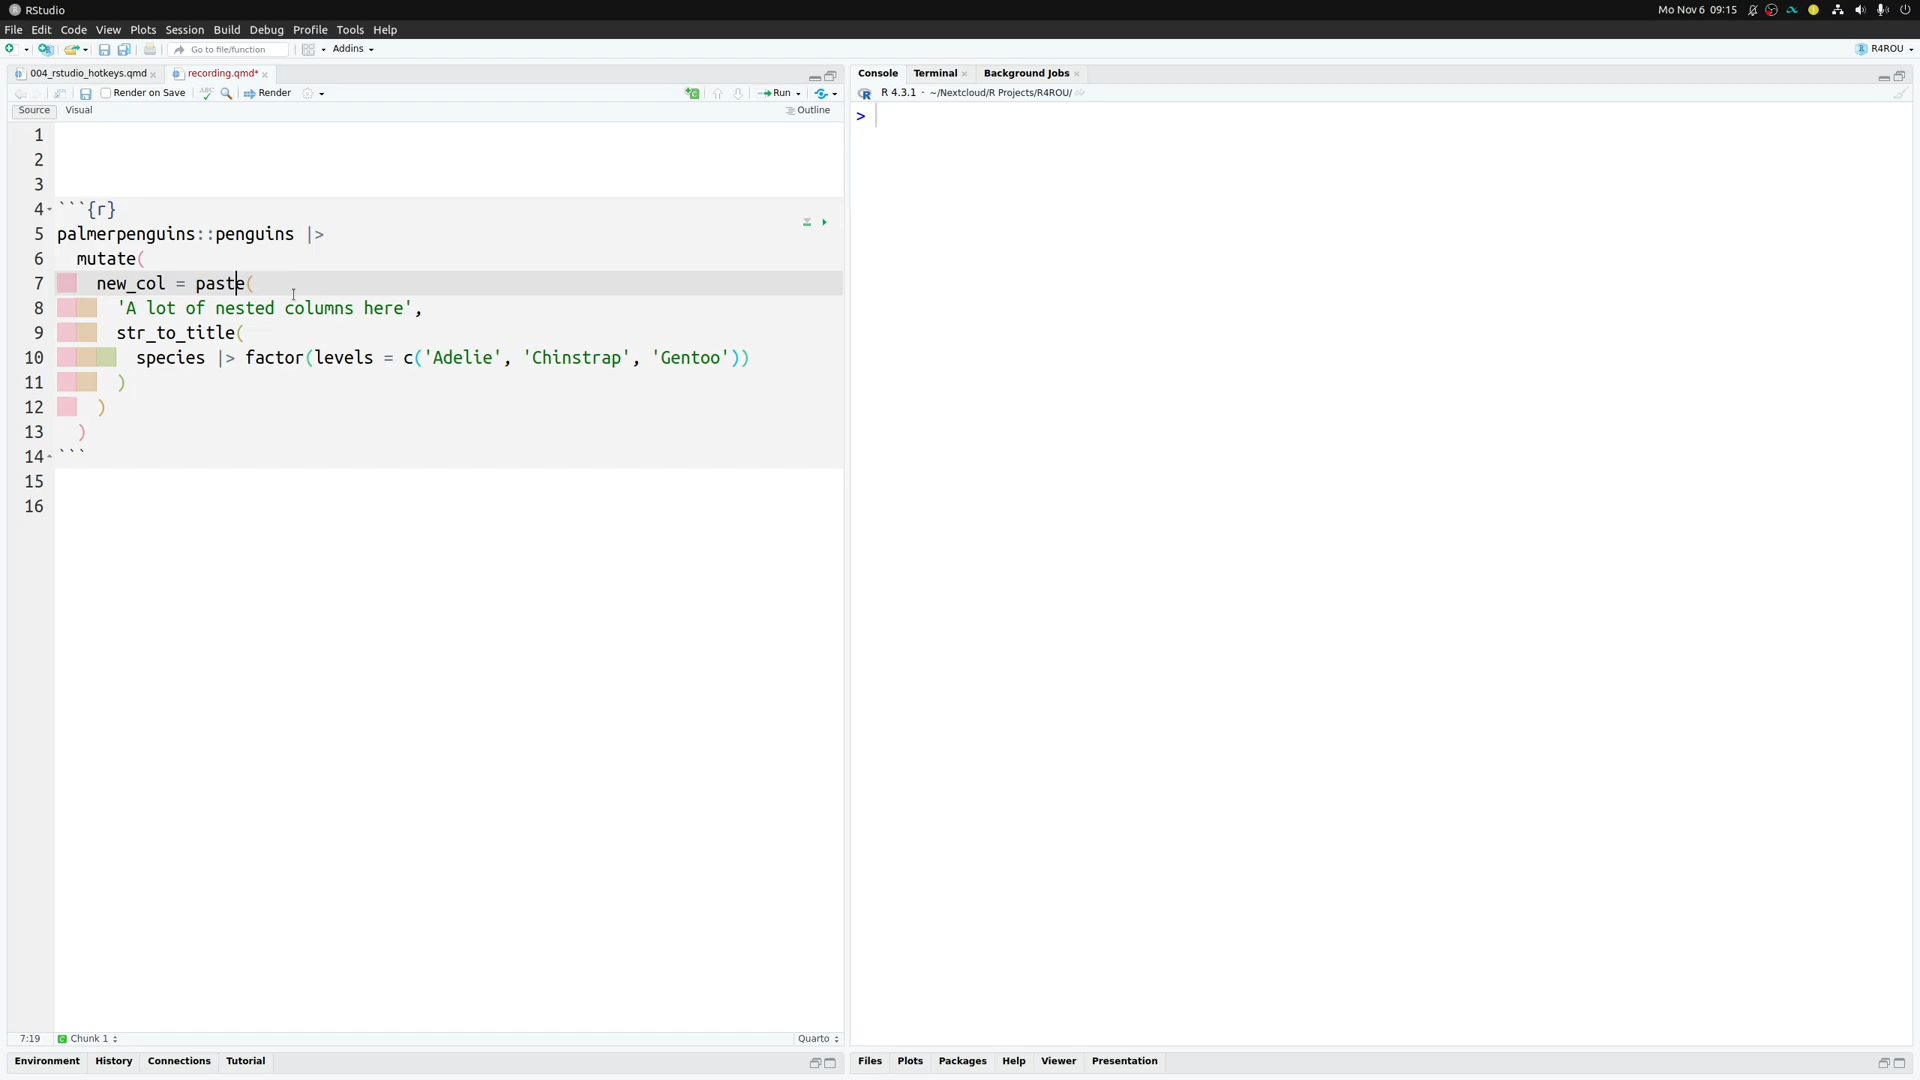 RStudio
Mo Nov 6 09:15
File Edit Code View Plots Session Build Debug Profile Tools Help
Go to file/function Addins R4ROU
004_rstudio_hotkeys.qmd × recording.qmd* ×
Render on Save ABC Render Run
Source Visual Outline
1
2
3
4 ```{r}
5 palmerpenguins::penguins |>
6 mutate(
7 new_col = paste(
8 'A lot of nested columns here',
9 str_to_title(
10 species |> factor(levels = c('Adelie', 'Chinstrap', 'Gentoo'))
11 )
12 )
13 )
14 ```
15
16
7:19 C Chunk 1 Quarto
Environment History Connections Tutorial
Console Terminal × Background Jobs ×
R R 4.3.1 · ~/Nextcloud/R Projects/R4ROU/
>
Files Plots Packages Help Viewer Presentation